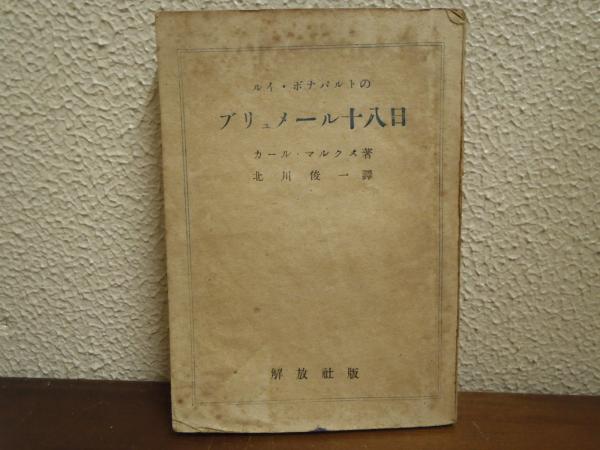 ルイ・ボナパルトの
ブリュメール十八日
カール・マルクス著
北川俊一譯
解放社版